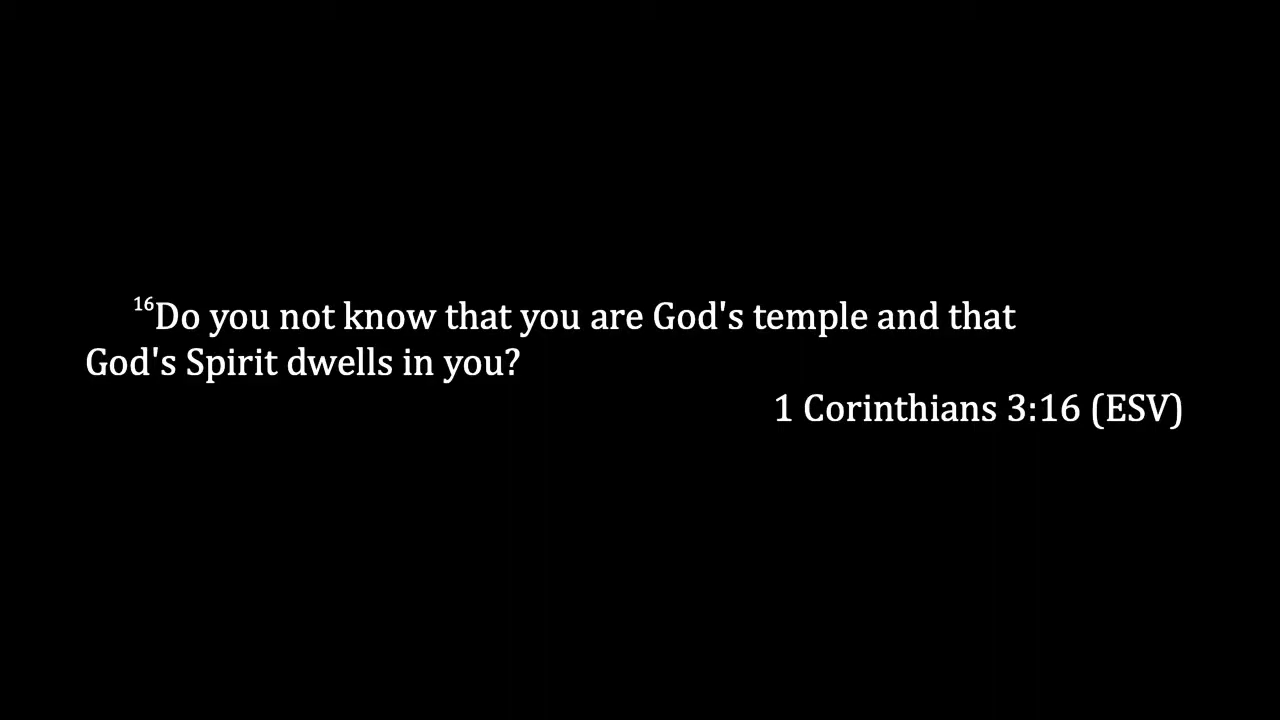 16Do you not know that you are God's temple and that
God's Spirit dwells in you?
1 Corinthians 3:16 (ESV)